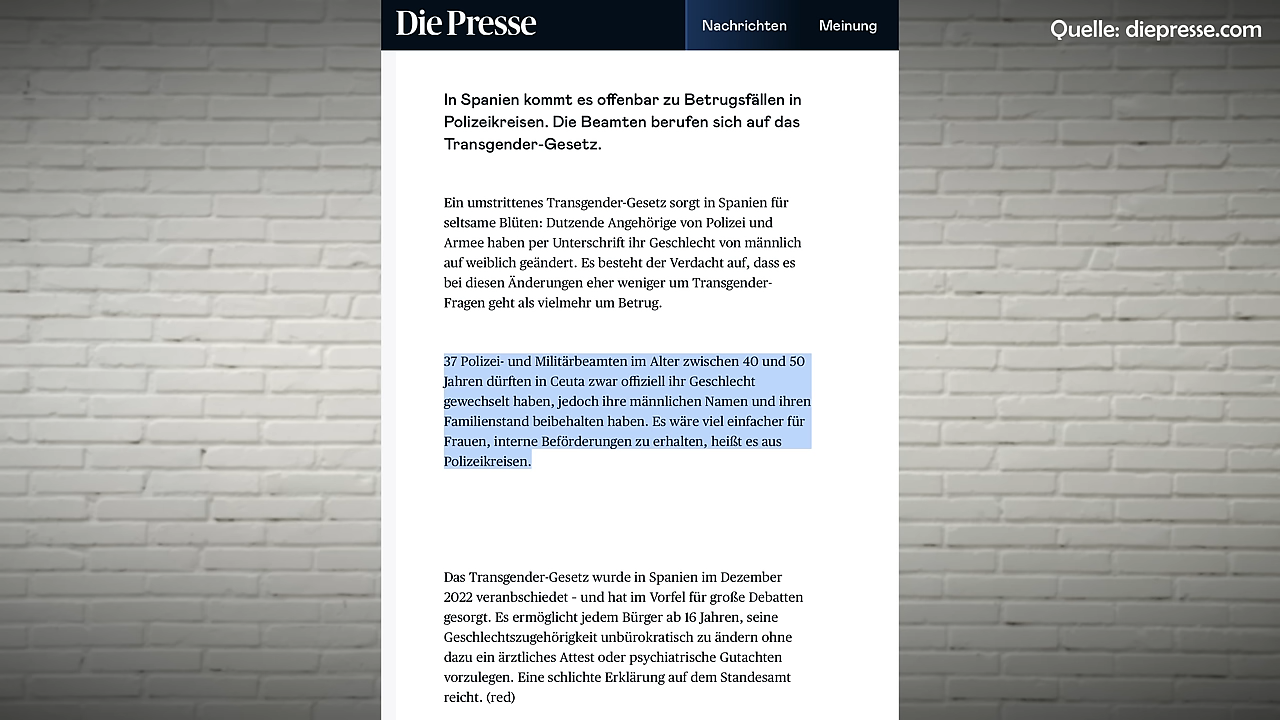 Die Presse
Nachrichten
Meinung
Quelle: diepresse.com
In Spanien kommt es offenbar zu Betrugsfällen in
Polizeikreisen. Die Beamten berufen sich auf das
Transgender-Gesetz.
Ein umstrittenes Transgender-Gesetz sorgt in Spanien für
seltsame Blüten: Dutzende Angehörige von Polizei und
Armee haben per Unterschrift ihr Geschlecht von männlich
auf weiblich geändert. Es besteht der Verdacht auf, dass es
bei diesen Änderungen eher weniger um Transgender-
Fragen geht als vielmehr um Betrug.
37 Polizei- und Militärbeamten im Alter zwischen 40 und 50
Jahren dürften in Ceuta zwar offiziell ihr Geschlecht
gewechselt haben, jedoch ihre männlichen Namen und ihren
Familienstand beibehalten haben. Es wäre viel einfacher für
Frauen, interne Beförderungen zu erhalten, heißt es aus
Polizeikreisen.
Das Transgender-Gesetz wurde in Spanien im Dezember
2022 veranbschiedet – und hat im Vorfel für große Debatten
gesorgt. Es ermöglicht jedem Bürger ab 16 Jahren, seine
Geschlechtszugehörigkeit unbürokratisch zu ändern ohne
dazu ein ärztliches Attest oder psychiatrische Gutachten
vorzulegen. Eine schlichte Erklärung auf dem Standesamt
reicht. (red)